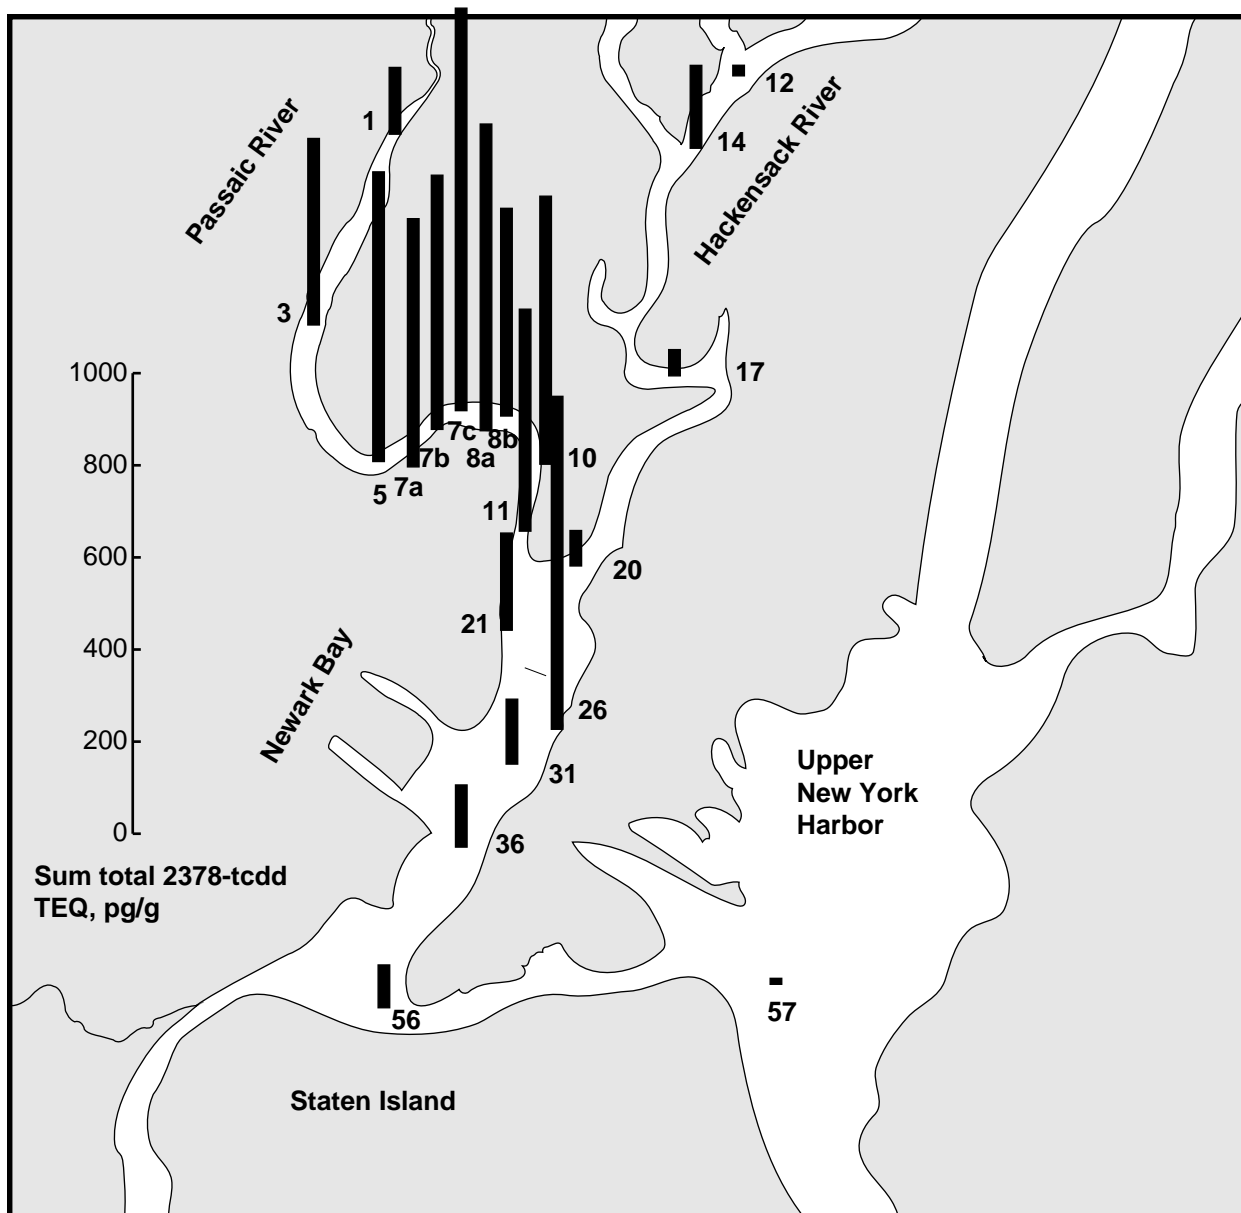 12
1
Passaic River
14
Hackensack River
3
17
1000
7c
8b
7b
8a
10
800
5
7a
11
600
20
21
400
Newark Bay
26
200
31
Upper
New York
Harbor
0
36
Sum total 2378-tcdd
TEQ, pg/g
57
56
Staten Island